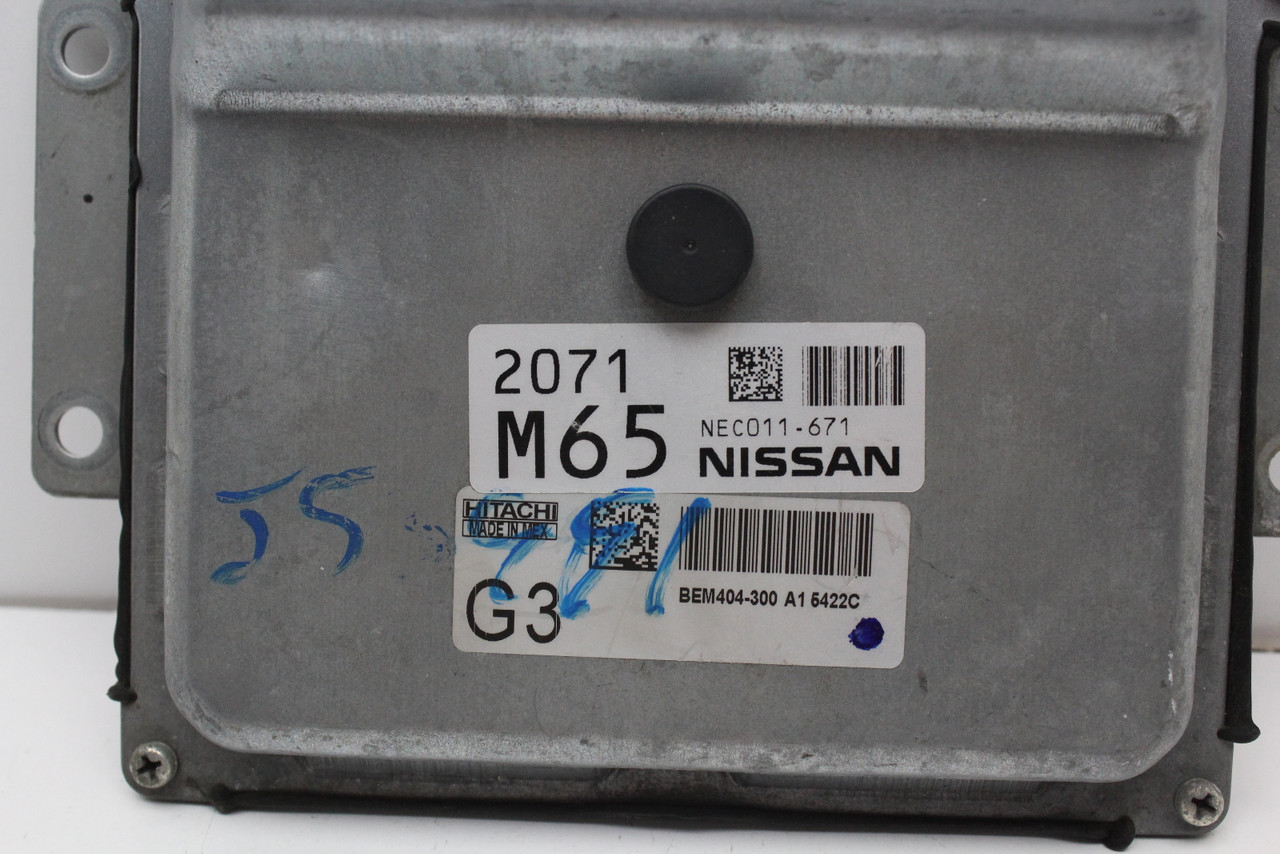 2071
M65
NEC011-671
NISSAN
HITACHI
MADE IN MEX
G3
BEM404-300 A1 5422C